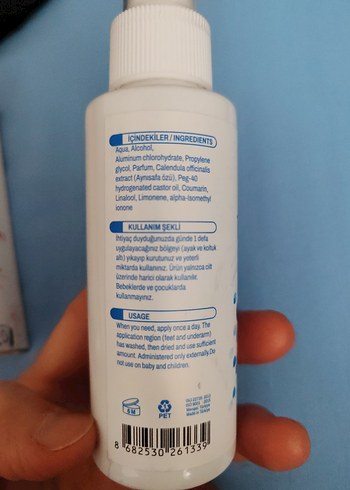 İÇİNDEKİLER / INGREDIENTS
Aqua, Alcohol,
Aluminum chlorohydrate, Propylene
glycol, Parfum, Calendula officinalis
extract (Aynısafa özü), Peg-40
hydrogenated castor oil, Coumarin,
Linalool, Limonene, alpha-isomethyl
ionone
KULLANIM ŞEKLİ
İhtiyaç duyduğunuzda günde 1 defa
uygulayacağınız bölgeyi (ayak ve koltuk
altı) yıkayıp kurutunuz ve yeterli
miktarda kullanınız. Ürün yalnızca cilt
üzerinde harici olarak kullanılır.
Bebeklerde ve çocuklarda
kullanmayınız.
USAGE
When you need, apply once a day. The
application region (feet and underarm)
has washed, then dried and use sufficient
amount. Administered only externally.Do
not use on baby and children.
6 M
1
PET
8 682530 261339